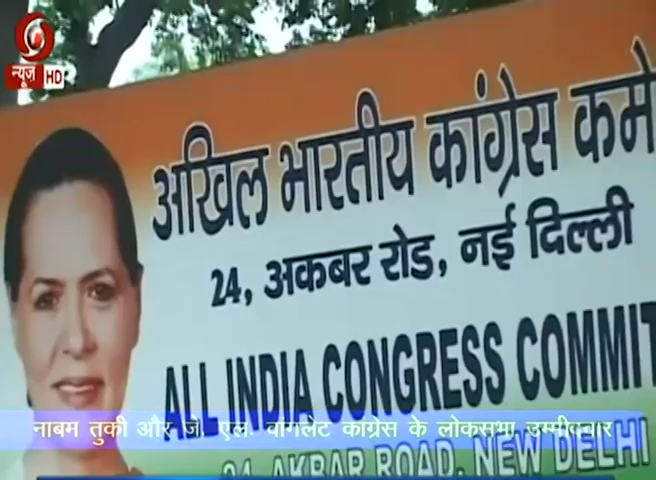 न्यूज़ HD
अखिल भारतीय कांग्रेस कमे
24, अकबर रोड, नई दिल्ली
ALL INDIA CONGRESS COMMIT
नाबम तुकी और जे. एल. वांगलेट कांग्रेस के लोकसभा उम्मीदवार
24, AKBAR ROAD, NEW DELHI